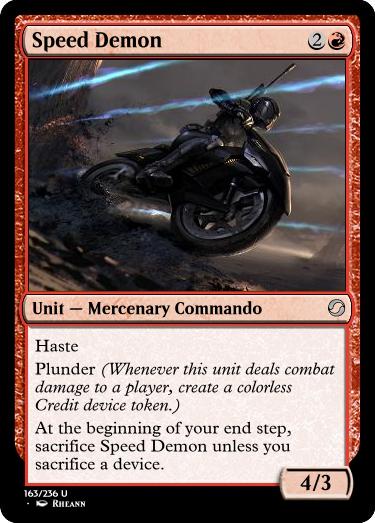 Speed Demon 2
Unit — Mercenary Commando
Haste
Plunder (Whenever this unit deals combat
damage to a player, create a colorless
Credit device token.)
At the beginning of your end step,
sacrifice Speed Demon unless you
sacrifice a device.
4/3
163/236 U
· Rheann